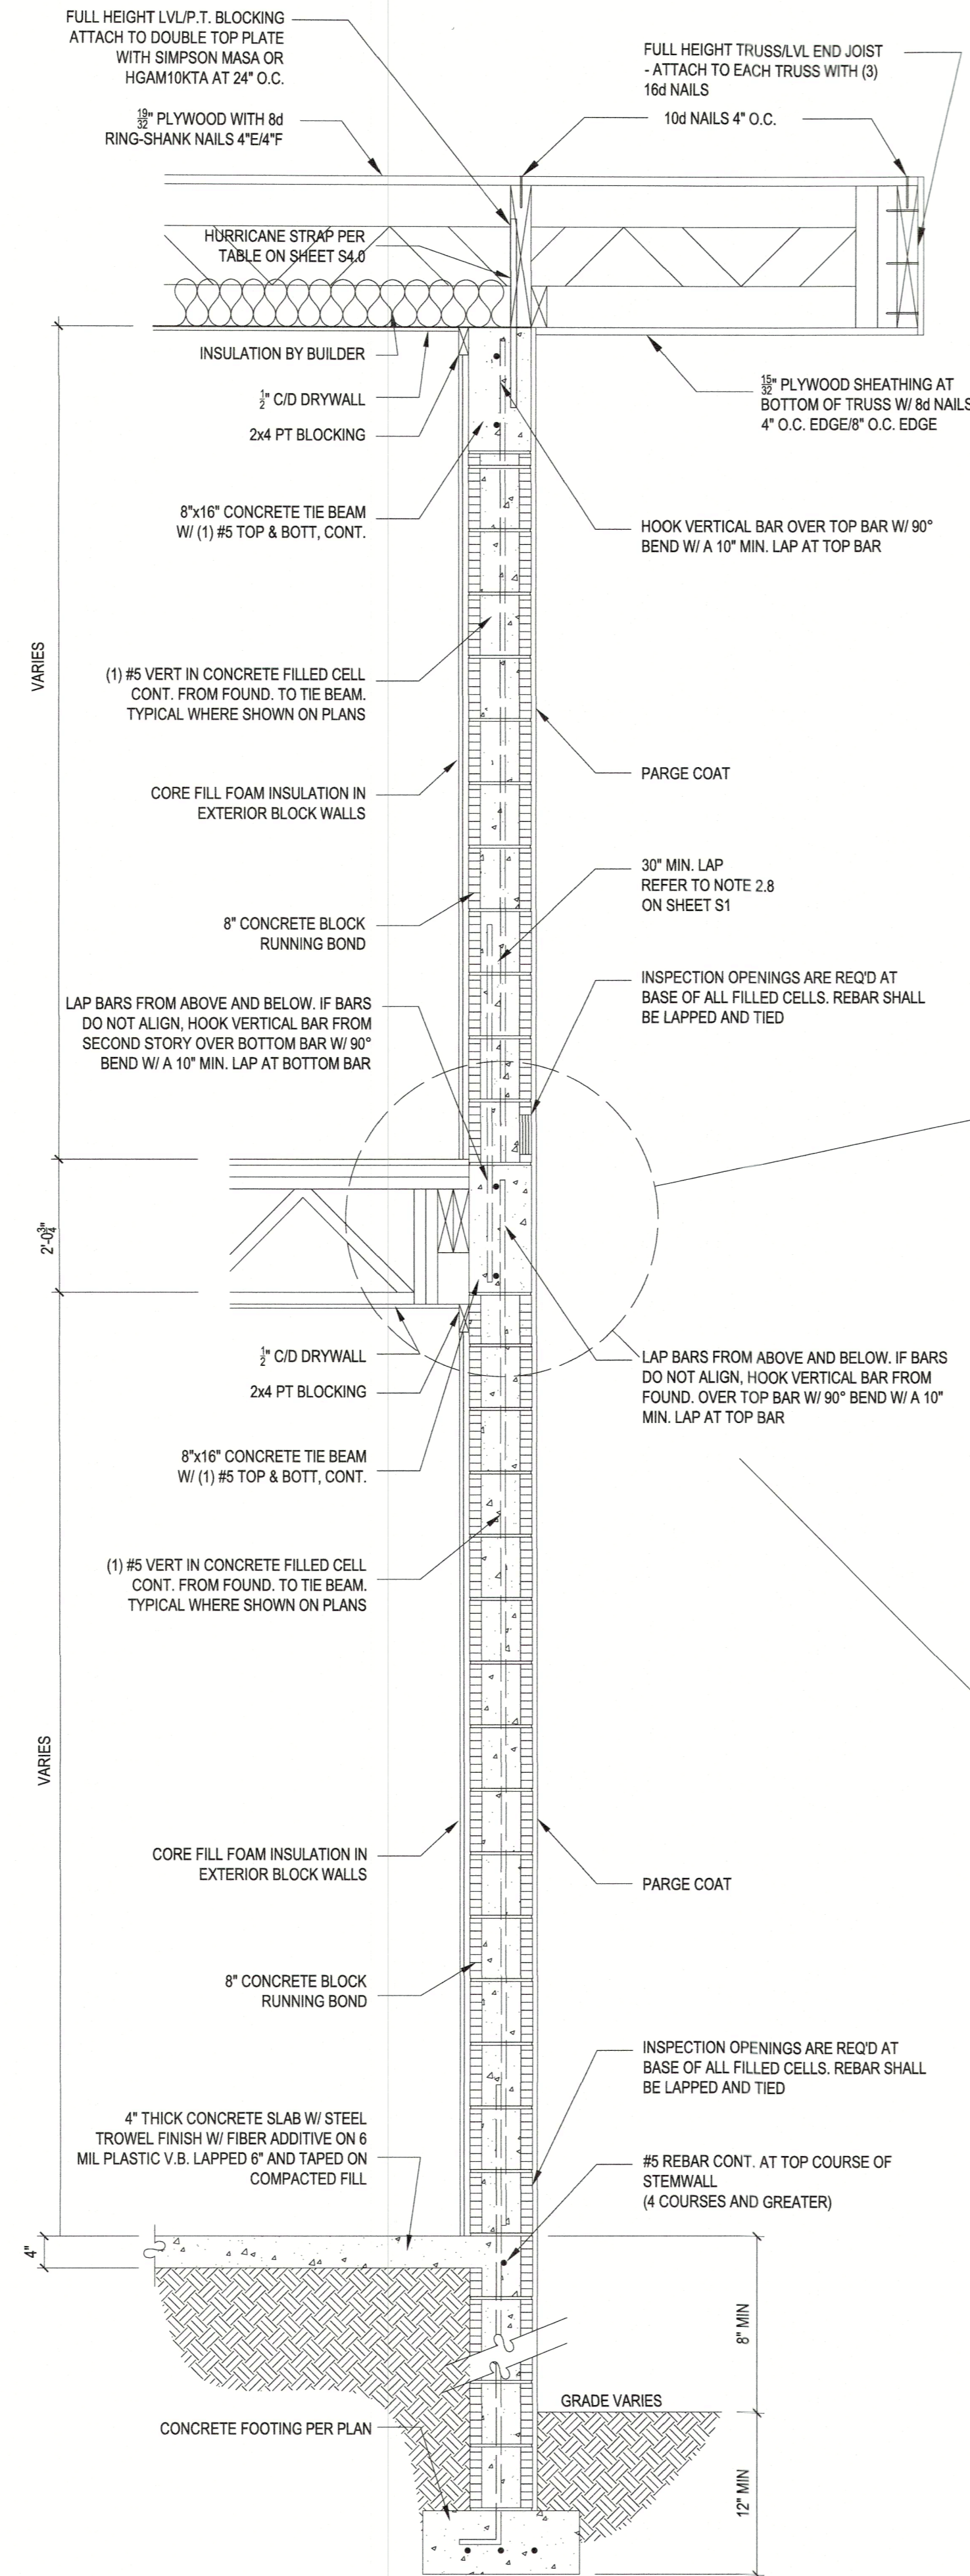 FULL HEIGHT LVL/P.T. BLOCKING
ATTACH TO DOUBLE TOP PLATE
WITH SIMPSON MASA OR
HGAM10KTA AT 24" O.C.
FULL HEIGHT TRUSS/LVL END JOIST
- ATTACH TO EACH TRUSS WITH (3)
16d NAILS
19/32" PLYWOOD WITH 8d
RING-SHANK NAILS 4"E/4"F
10d NAILS 4" O.C.
HURRICANE STRAP PER
TABLE ON SHEET S4.0
INSULATION BY BUILDER
1/2" C/D DRYWALL
2x4 PT BLOCKING
15/32" PLYWOOD SHEATHING AT
BOTTOM OF TRUSS W/ 8d NAILS
4" O.C. EDGE/8" O.C. EDGE
8"x16" CONCRETE TIE BEAM
W/ (1) #5 TOP & BOTT, CONT.
HOOK VERTICAL BAR OVER TOP BAR W/ 90°
BEND W/ A 10" MIN. LAP AT TOP BAR
VARIES
(1) #5 VERT IN CONCRETE FILLED CELL
CONT. FROM FOUND. TO TIE BEAM.
TYPICAL WHERE SHOWN ON PLANS
PARGE COAT
CORE FILL FOAM INSULATION IN
EXTERIOR BLOCK WALLS
30" MIN. LAP
REFER TO NOTE 2.8
ON SHEET S1
8" CONCRETE BLOCK
RUNNING BOND
INSPECTION OPENINGS ARE REQ'D AT
BASE OF ALL FILLED CELLS. REBAR SHALL
BE LAPPED AND TIED
LAP BARS FROM ABOVE AND BELOW. IF BARS
DO NOT ALIGN, HOOK VERTICAL BAR FROM
SECOND STORY OVER BOTTOM BAR W/ 90°
BEND W/ A 10" MIN. LAP AT BOTTOM BAR
2'-0 3/4"
1/2" C/D DRYWALL
2x4 PT BLOCKING
LAP BARS FROM ABOVE AND BELOW. IF BARS
DO NOT ALIGN, HOOK VERTICAL BAR FROM
FOUND. OVER TOP BAR W/ 90° BEND W/ A 10"
MIN. LAP AT TOP BAR
8"x16" CONCRETE TIE BEAM
W/ (1) #5 TOP & BOTT, CONT.
(1) #5 VERT IN CONCRETE FILLED CELL
CONT. FROM FOUND. TO TIE BEAM.
TYPICAL WHERE SHOWN ON PLANS
VARIES
CORE FILL FOAM INSULATION IN
EXTERIOR BLOCK WALLS
PARGE COAT
8" CONCRETE BLOCK
RUNNING BOND
INSPECTION OPENINGS ARE REQ'D AT
BASE OF ALL FILLED CELLS. REBAR SHALL
BE LAPPED AND TIED
4" THICK CONCRETE SLAB W/ STEEL
TROWEL FINISH W/ FIBER ADDITIVE ON 6
MIL PLASTIC V.B. LAPPED 6" AND TAPED ON
COMPACTED FILL
#5 REBAR CONT. AT TOP COURSE OF
STEMWALL
(4 COURSES AND GREATER)
4"
8" MIN
GRADE VARIES
CONCRETE FOOTING PER PLAN
12" MIN